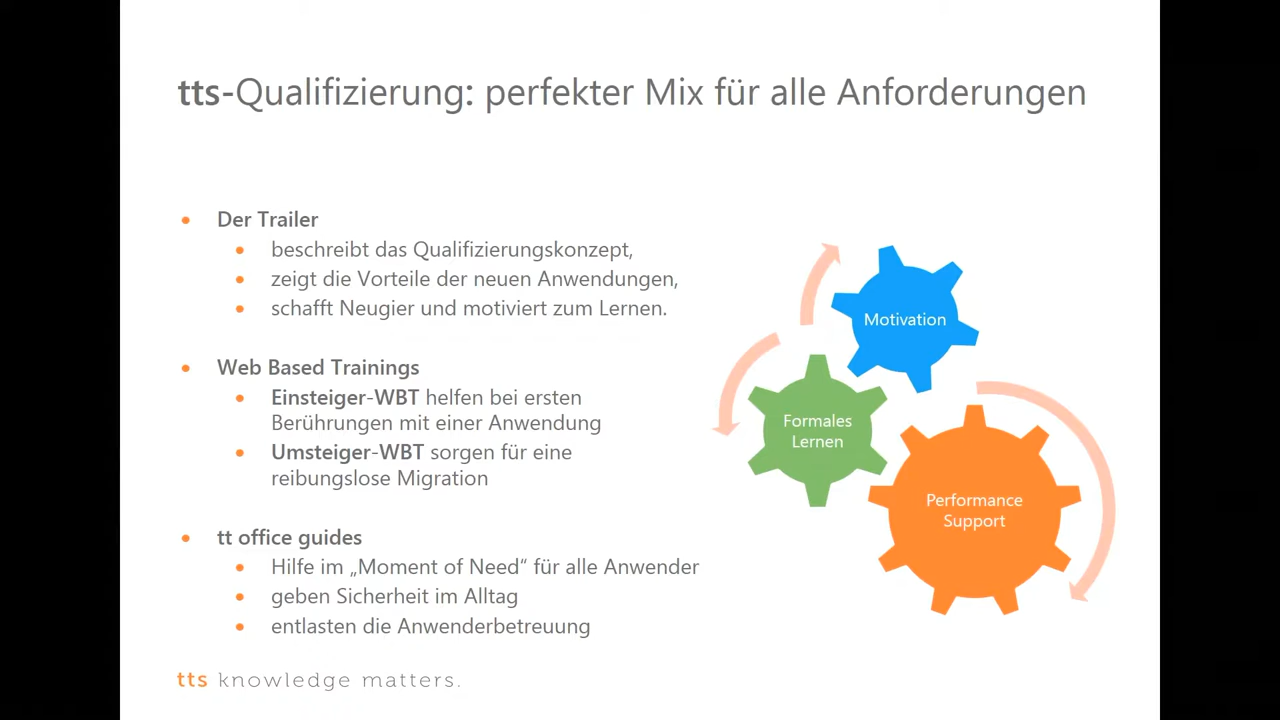 tts-Qualifizierung: perfekter Mix für alle Anforderungen
• Der Trailer
• beschreibt das Qualifizierungskonzept,
• zeigt die Vorteile der neuen Anwendungen,
• schafft Neugier und motiviert zum Lernen.
• Web Based Trainings
• Einsteiger-WBT helfen bei ersten
Berührungen mit einer Anwendung
• Umsteiger-WBT sorgen für eine
reibungslose Migration
• tt office guides
• Hilfe im „Moment of Need“ für alle Anwender
• geben Sicherheit im Alltag
• entlasten die Anwenderbetreuung
Motivation
Formales
Lernen
Performance
Support
tts knowledge matters.